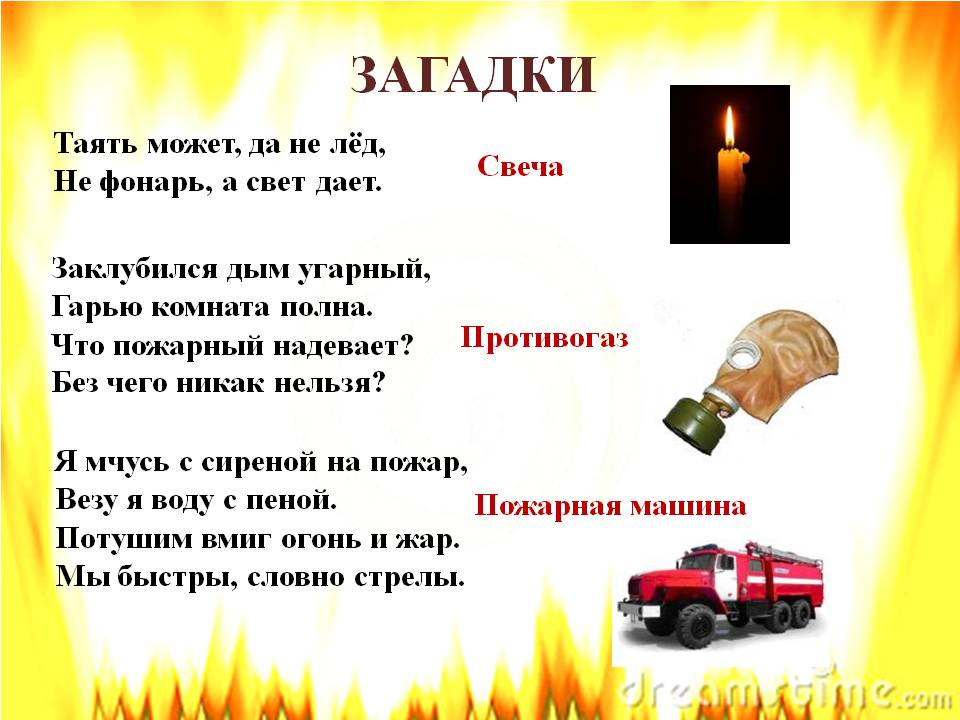 ЗАГАДКИ
Таять может, да не лёд,
Не фонарь, а свет дает.
Свеча
Заклубился дым угарный,
Гарью комната полна.
Что пожарный надевает?
Без чего никак нельзя?
Противогаз
Я мчусь с сиреной на пожар,
Везу я воду с пеной.
Потушим вмиг огонь и жар.
Мы быстры, словно стрелы.
Пожарная машина
dreamstime.com